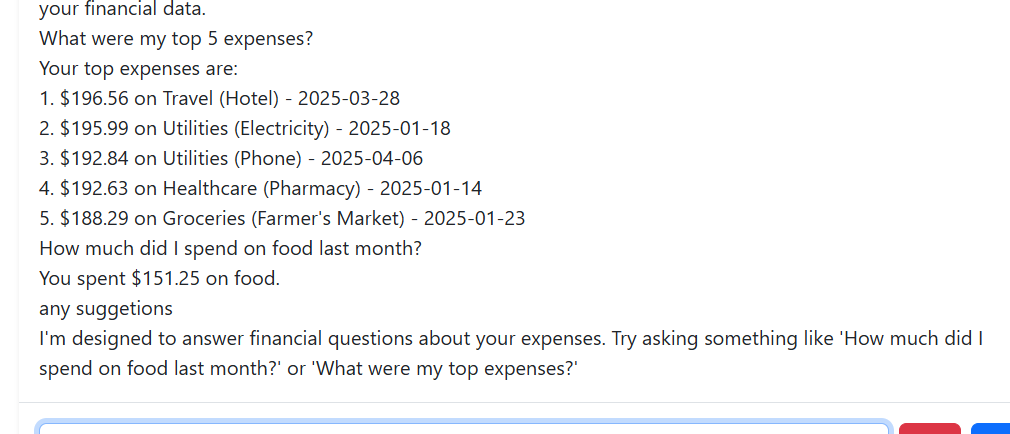 your financial data.
What were my top 5 expenses?
Your top expenses are:
1. $196.56 on Travel (Hotel) - 2025-03-28
2. $195.99 on Utilities (Electricity) - 2025-01-18
3. $192.84 on Utilities (Phone) - 2025-04-06
4. $192.63 on Healthcare (Pharmacy) - 2025-01-14
5. $188.29 on Groceries (Farmer's Market) - 2025-01-23
How much did I spend on food last month?
You spent $151.25 on food.
any suggetions
I'm designed to answer financial questions about your expenses. Try asking something like 'How much did I
spend on food last month?' or 'What were my top expenses?'